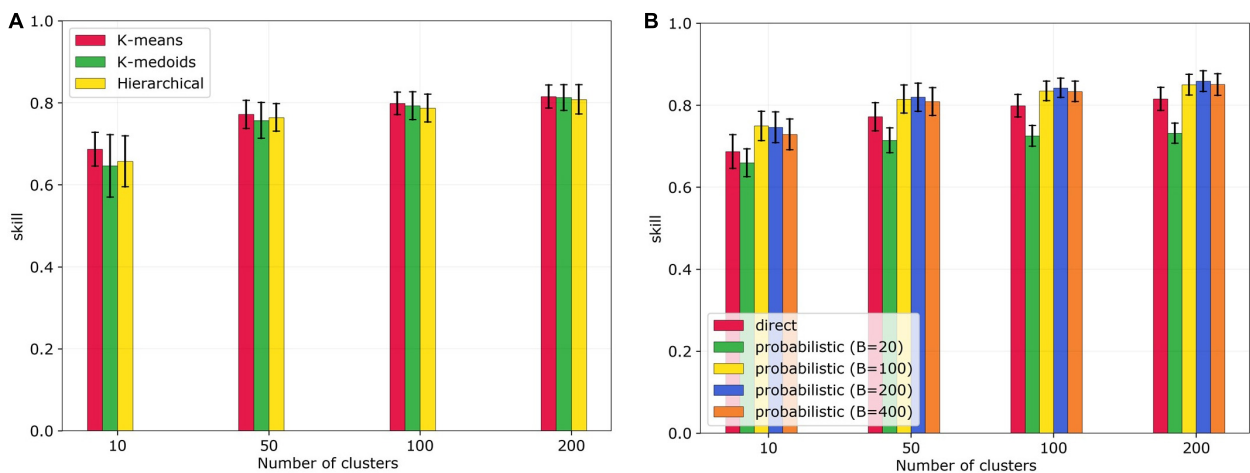 A
K-means
K-medoids
Hierarchical
1.0
0.8
0.6
0.4
0.2
0.0
skill
10 50 100 200
Number of clusters
B
1.0
0.8
0.6
0.4
0.2
0.0
skill
direct
probabilistic (B=20)
probabilistic (B=100)
probabilistic (B=200)
probabilistic (B=400)
10 50 100 200
Number of clusters